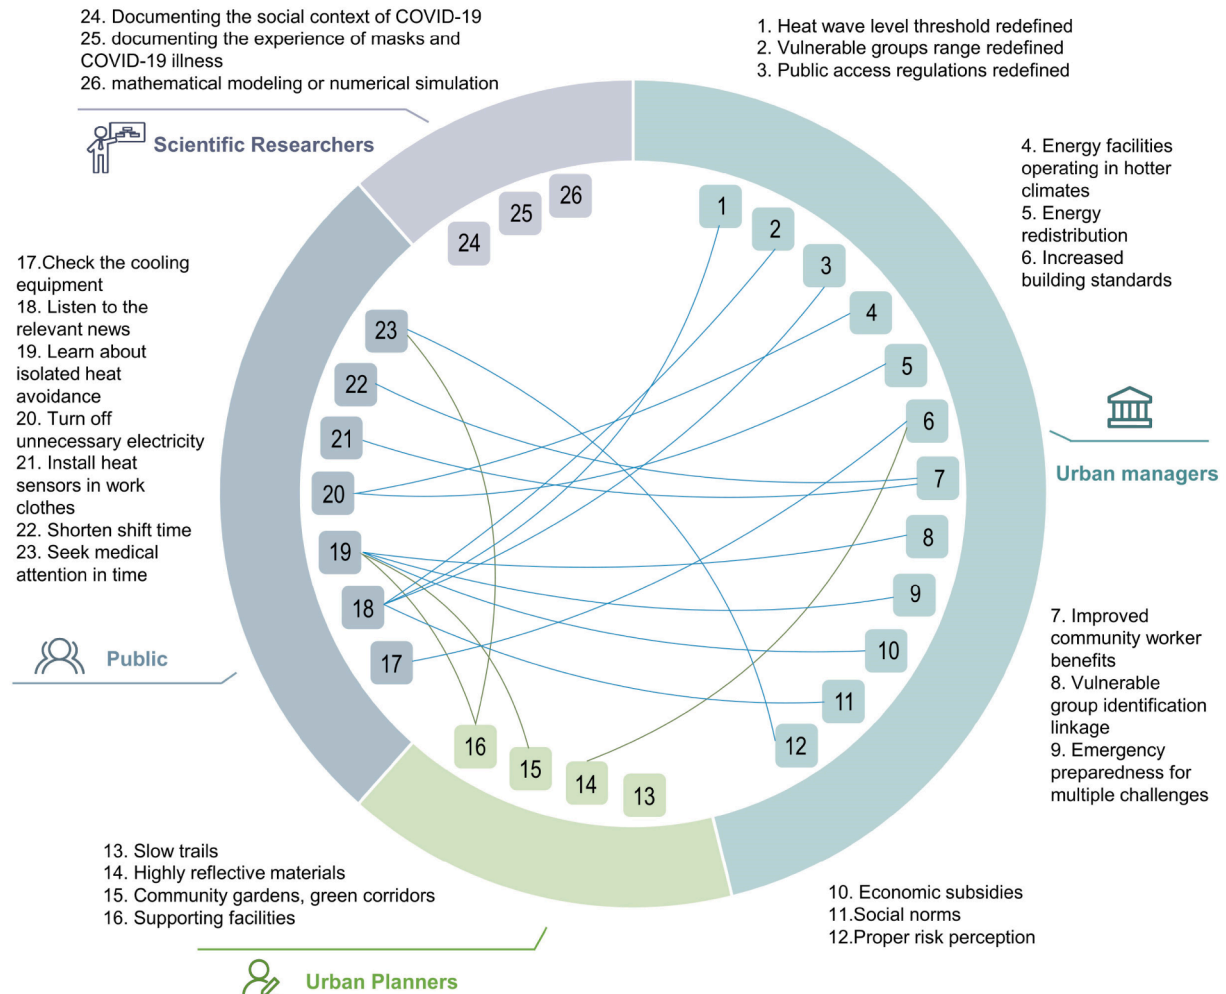 24. Documenting the social context of COVID-19
25. documenting the experience of masks and
COVID-19 illness
26. mathematical modeling or numerical simulation
Scientific Researchers
1. Heat wave level threshold redefined
2. Vulnerable groups range redefined
3. Public access regulations redefined
4. Energy facilities
operating in hotter
climates
5. Energy
redistribution
6. Increased
building standards
Urban managers
7. Improved
community worker
benefits
8. Vulnerable
group identification
linkage
9. Emergency
preparedness for
multiple challenges
10. Economic subsidies
11.Social norms
12.Proper risk perception
13. Slow trails
14. Highly reflective materials
15. Community gardens, green corridors
16. Supporting facilities
Urban Planners
17.Check the cooling
equipment
18. Listen to the
relevant news
19. Learn about
isolated heat
avoidance
20. Turn off
unnecessary electricity
21. Install heat
sensors in work
clothes
22. Shorten shift time
23. Seek medical
attention in time
Public
1
2
3
4
5
6
7
8
9
10
11
12
13
14
15
16
17
18
19
20
21
22
23
24
25
26